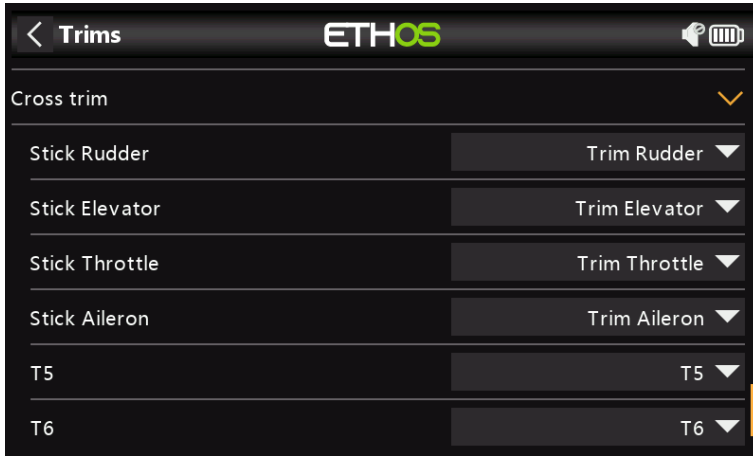 Trims ETHOS
Cross trim
Stick Rudder Trim Rudder
Stick Elevator Trim Elevator
Stick Throttle Trim Throttle
Stick Aileron Trim Aileron
T5 T5
T6 T6